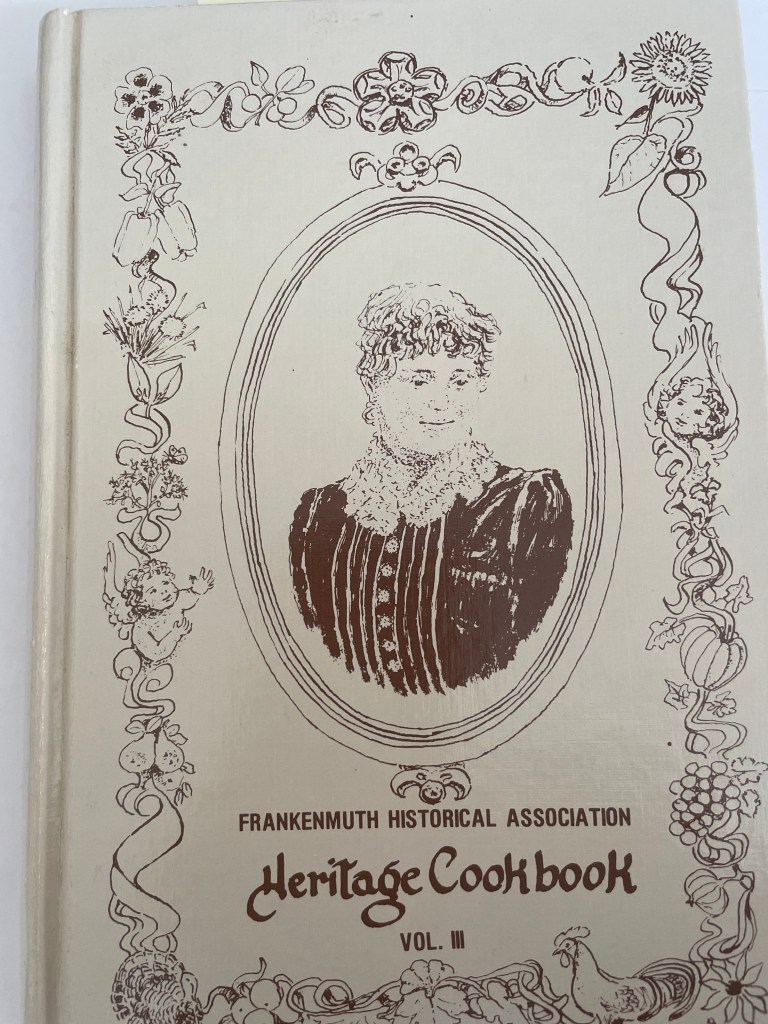 FRANKENMUTH HISTORICAL ASSOCIATION
Heritage Cookbook
VOL. III